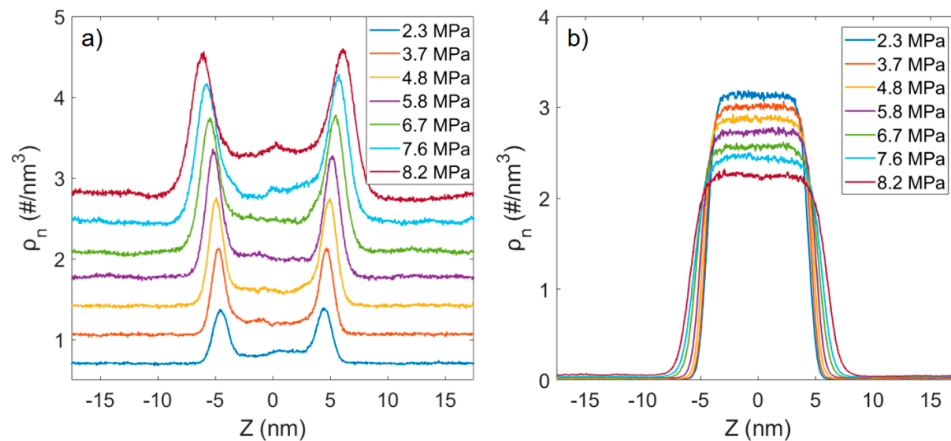 a)
2.3 MPa
3.7 MPa
4.8 MPa
5.8 MPa
6.7 MPa
7.6 MPa
8.2 MPa
5
4
3
2
1
ρn (#/nm3)
-15 -10 -5 0 5 10 15
Z (nm)
b)
2.3 MPa
3.7 MPa
4.8 MPa
5.8 MPa
6.7 MPa
7.6 MPa
8.2 MPa
4
3
2
1
0
ρn (#/nm3)
-15 -10 -5 0 5 10 15
Z (nm)